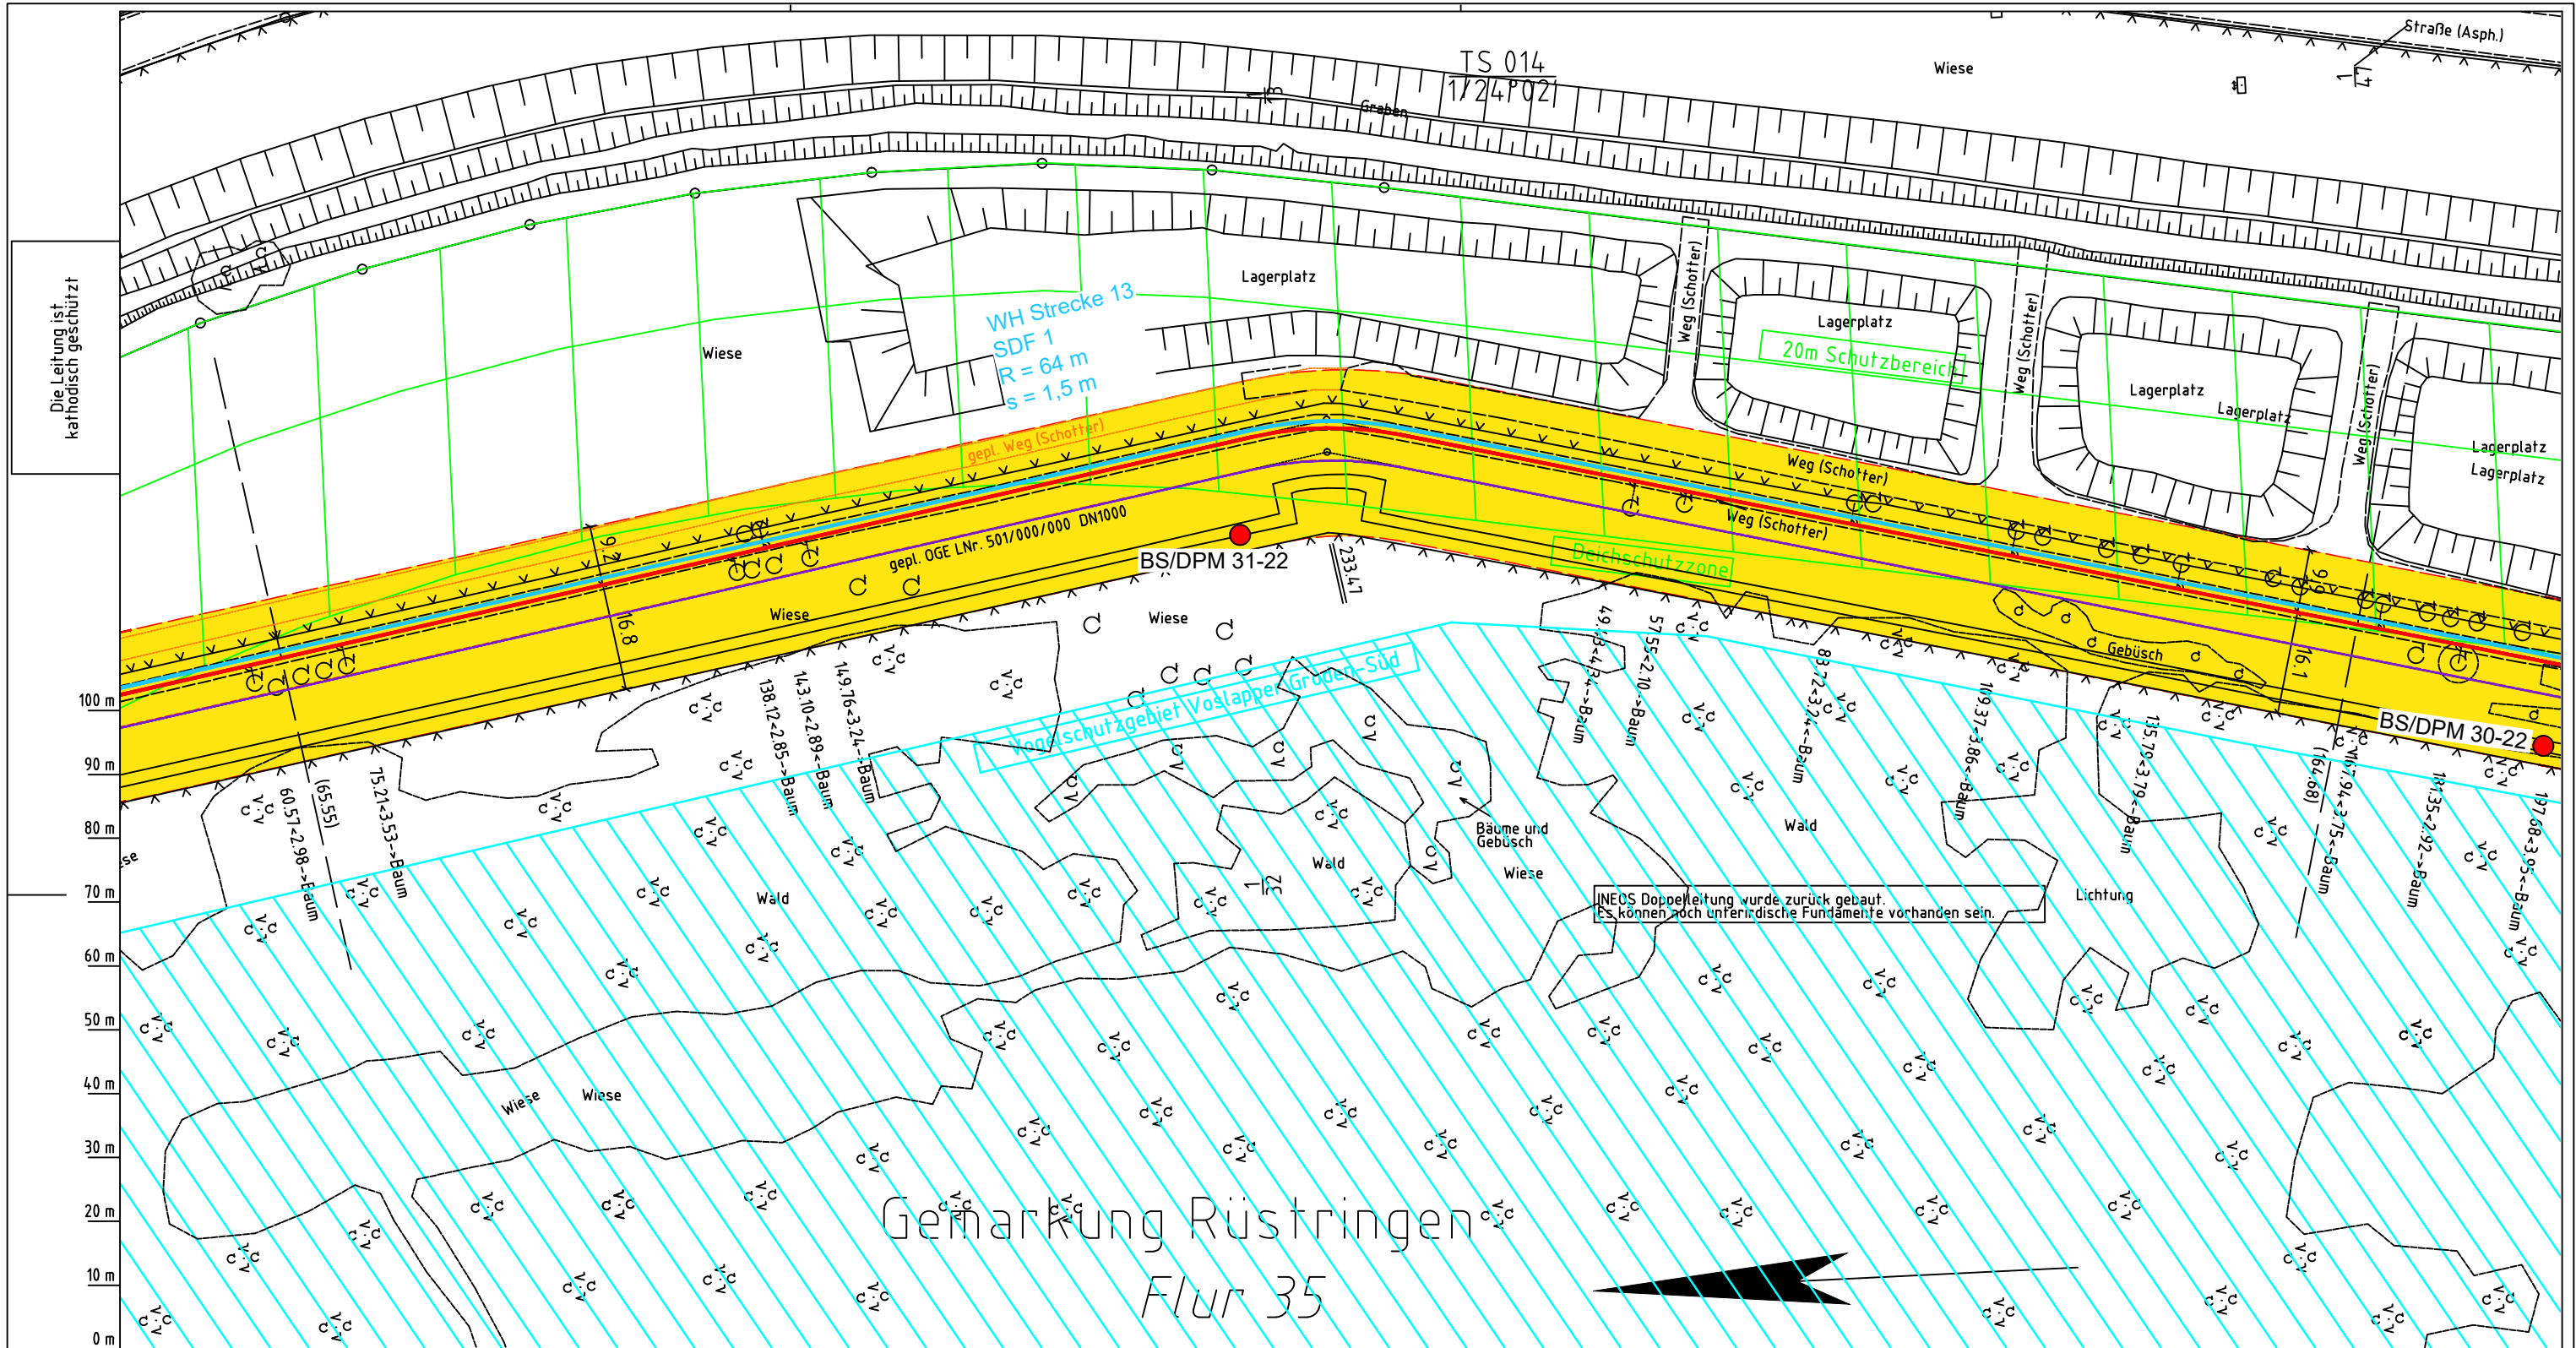 Straße (Asph.)
TS 014
Wiese
Graben
Die Leitung ist
kathodisch geschützt
Lagerplatz
WH Strecke 13
SDF 1
R = 64 m
s = 1,5 m
Wiese
Weg (Schotter)
Lagerplatz
20m Schutzbereich
Weg (Schotter)
Lagerplatz
Lagerplatz
Weg (Schotter)
Lagerplatz
Lagerplatz
gepl. Weg (Schotter)
Weg (Schotter)
Weg (Schotter)
gepl. OGE LNr. 501/000/000 DN1000
9.2
16.8
BS/DPM 31-22
233.47
Deichschutzzone
16.1
Wiese
Wiese
Gebüsch
Vogelschutzgebiet Voslapper Groden-Süd
BS/DPM 30-22
60.57<2.98->Baum
(65.55)
75.21<3.53->Baum
138.12<2.85->Baum
143.10<2.89<-Baum
149.76<3.24->Baum
49.43<4.34->Baum
57.55<2.10->Baum
83.72<3.24<-Baum
109.37<3.86<-Baum
135.79<3.79<-Baum
(164.68)
167.94<3.75<-Baum
181.35<2.92->Baum
197.68<3.95<-Baum
Bäume und
Gebüsch
Wald
Wald
Wald
Wiese
1
32
INEOS Doppelleitung wurde zurück gebaut.
Es können noch unterirdische Fundamente vorhanden sein.
Lichtung
Wiese
Wiese
Gemarkung Rüstringen
Flur 35
100 m
90 m
80 m
70 m
60 m
50 m
40 m
30 m
20 m
10 m
0 m